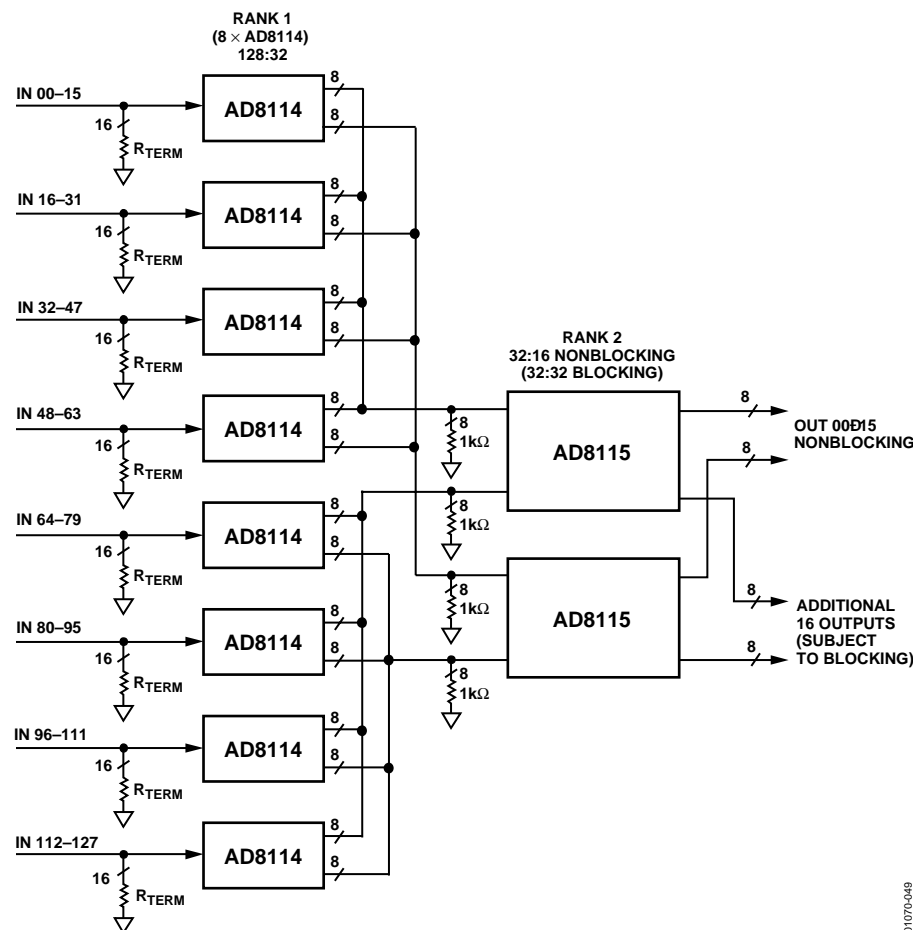 RANK 1
(8 × AD8114)
128:32
IN 00–15
16
RTERM
AD8114
8
8
IN 16–31
16
RTERM
AD8114
8
8
IN 32–47
16
RTERM
AD8114
8
8
IN 48–63
16
RTERM
AD8114
8
8
IN 64–79
16
RTERM
AD8114
8
8
IN 80–95
16
RTERM
AD8114
8
8
IN 96–111
16
RTERM
AD8114
8
8
IN 112–127
16
RTERM
AD8114
8
8
RANK 2
32:16 NONBLOCKING
(32:32 BLOCKING)
8
1kΩ
8
1kΩ
AD8115
8
8
1kΩ
8
1kΩ
AD8115
8
8
8
OUT 00Ð15
NONBLOCKING
ADDITIONAL
16 OUTPUTS
(SUBJECT
TO BLOCKING)
01070-049